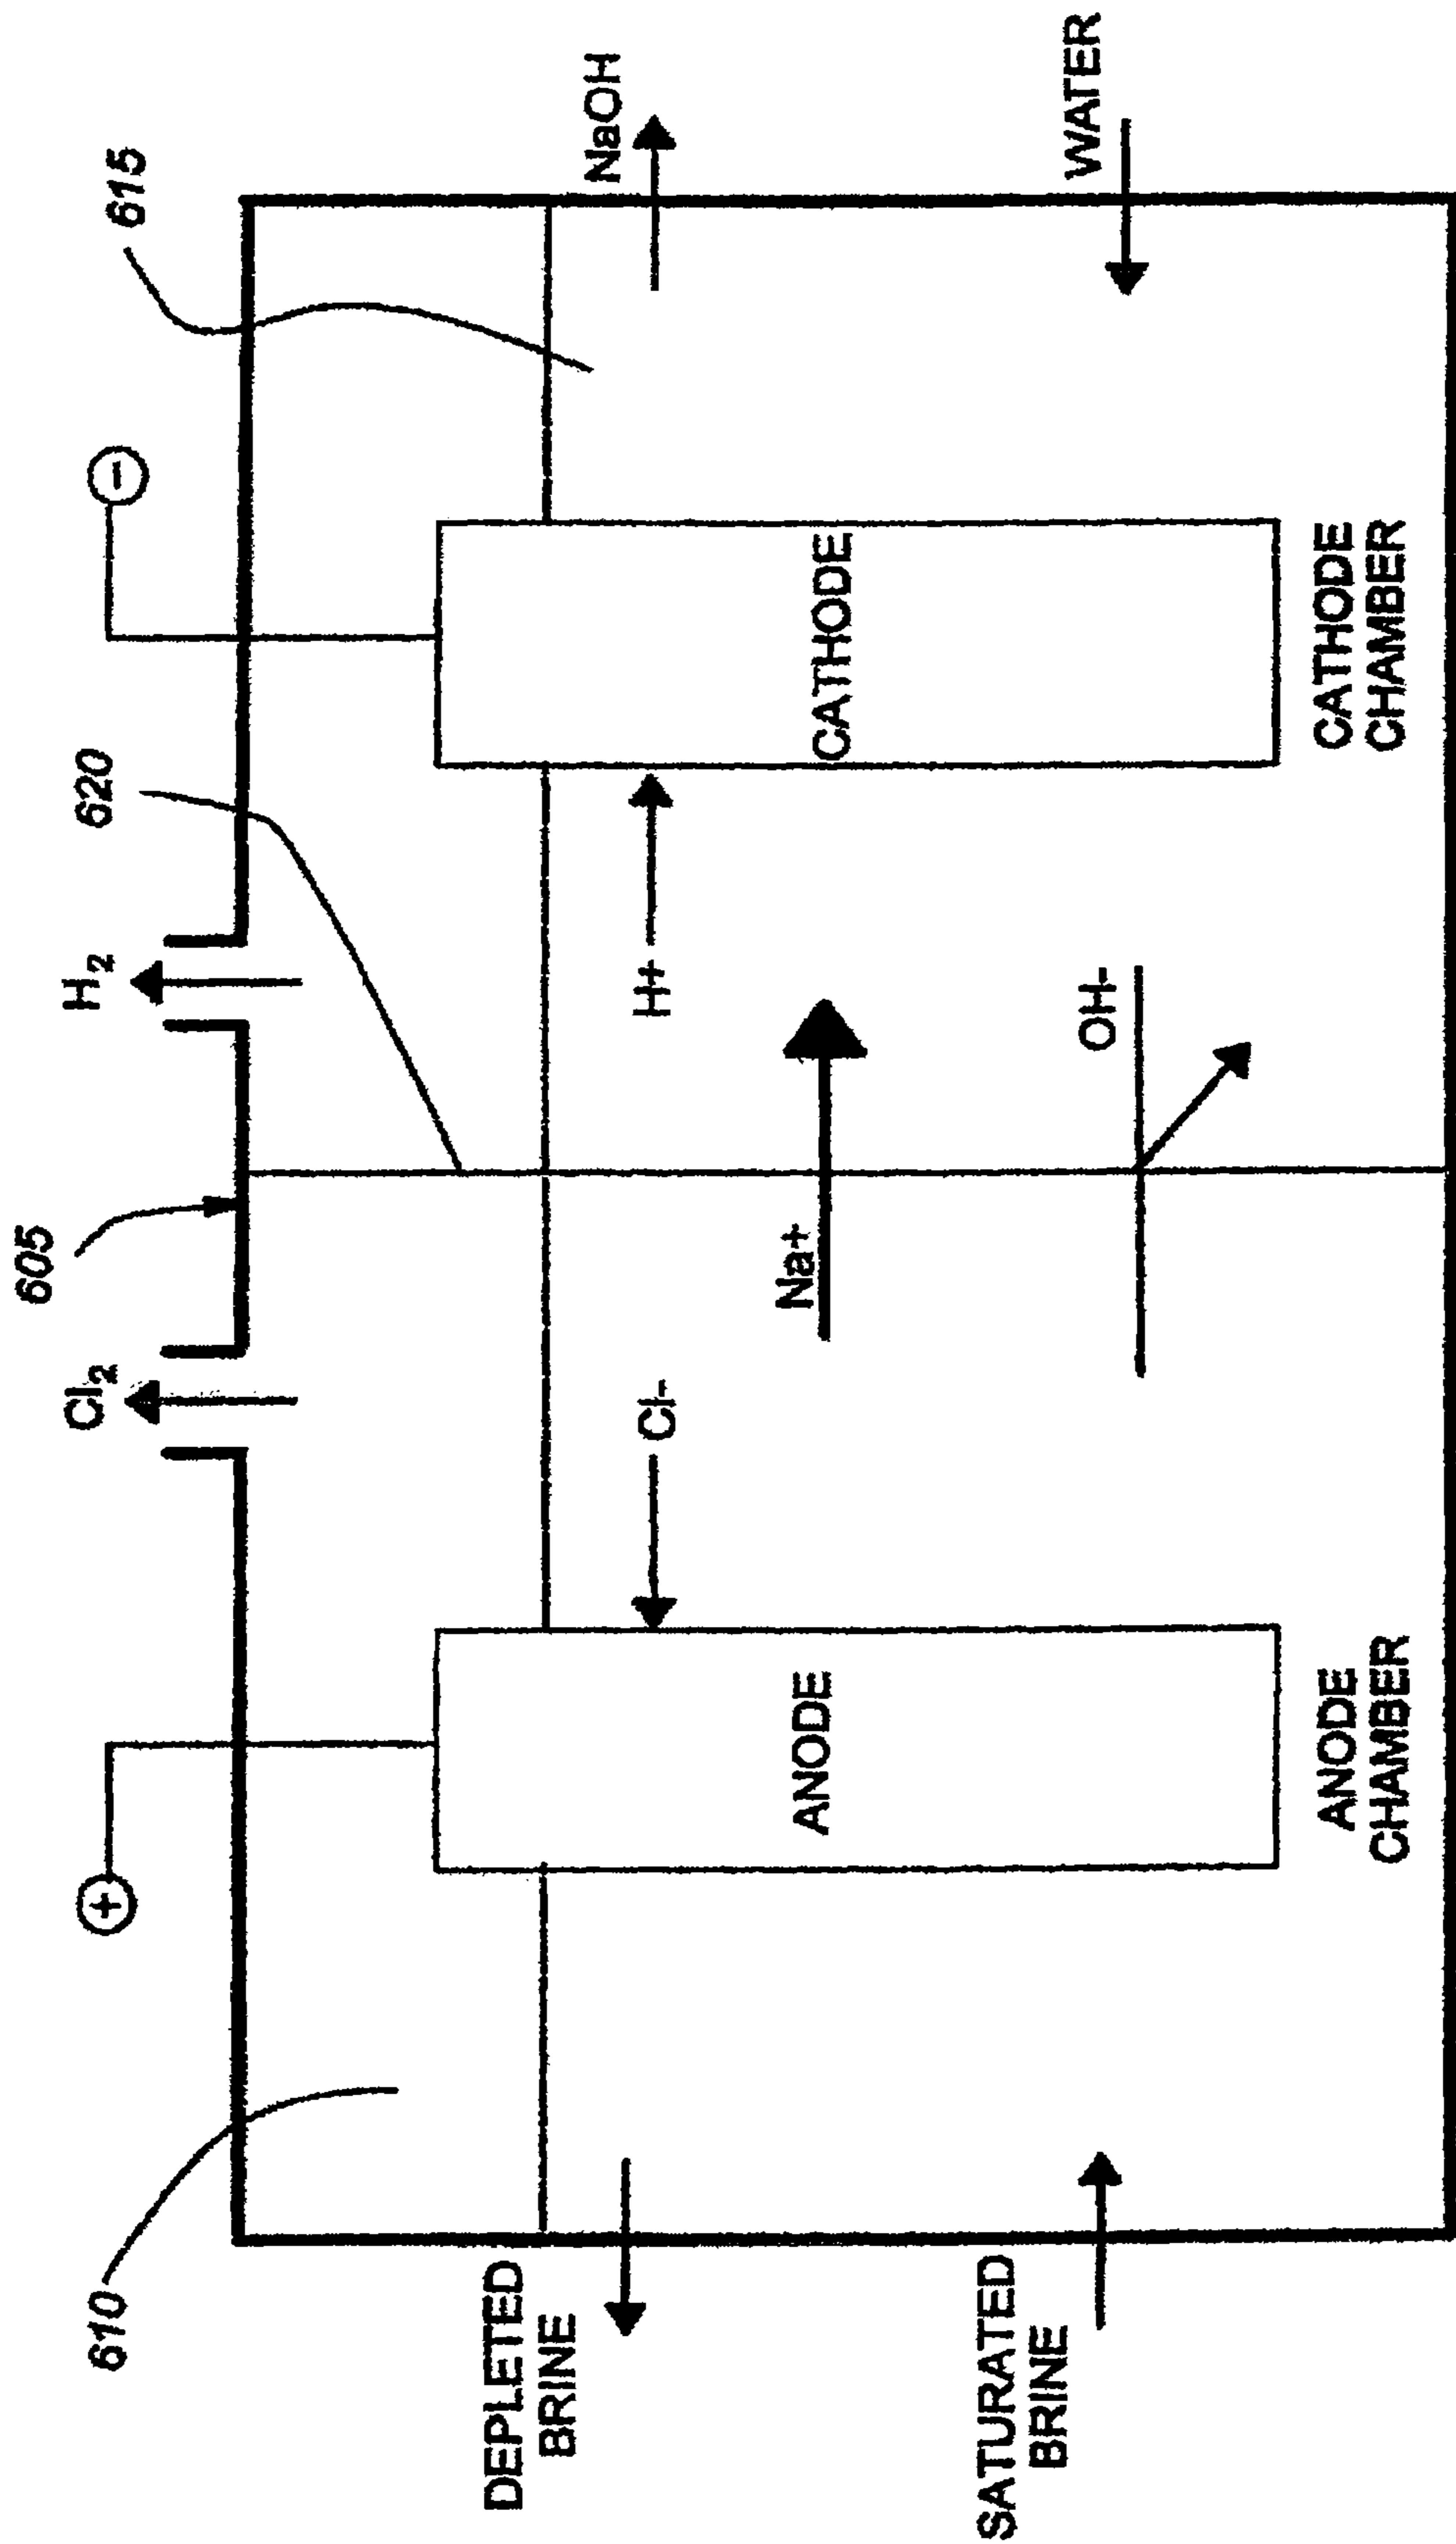 605
620
615
610
Cl₂
H₂
+
-
DEPLETED
BRINE
SATURATED
BRINE
ANODE
Cl-
Na+
H+
OH-
CATHODE
NaOH
WATER
ANODE
CHAMBER
CATHODE
CHAMBER